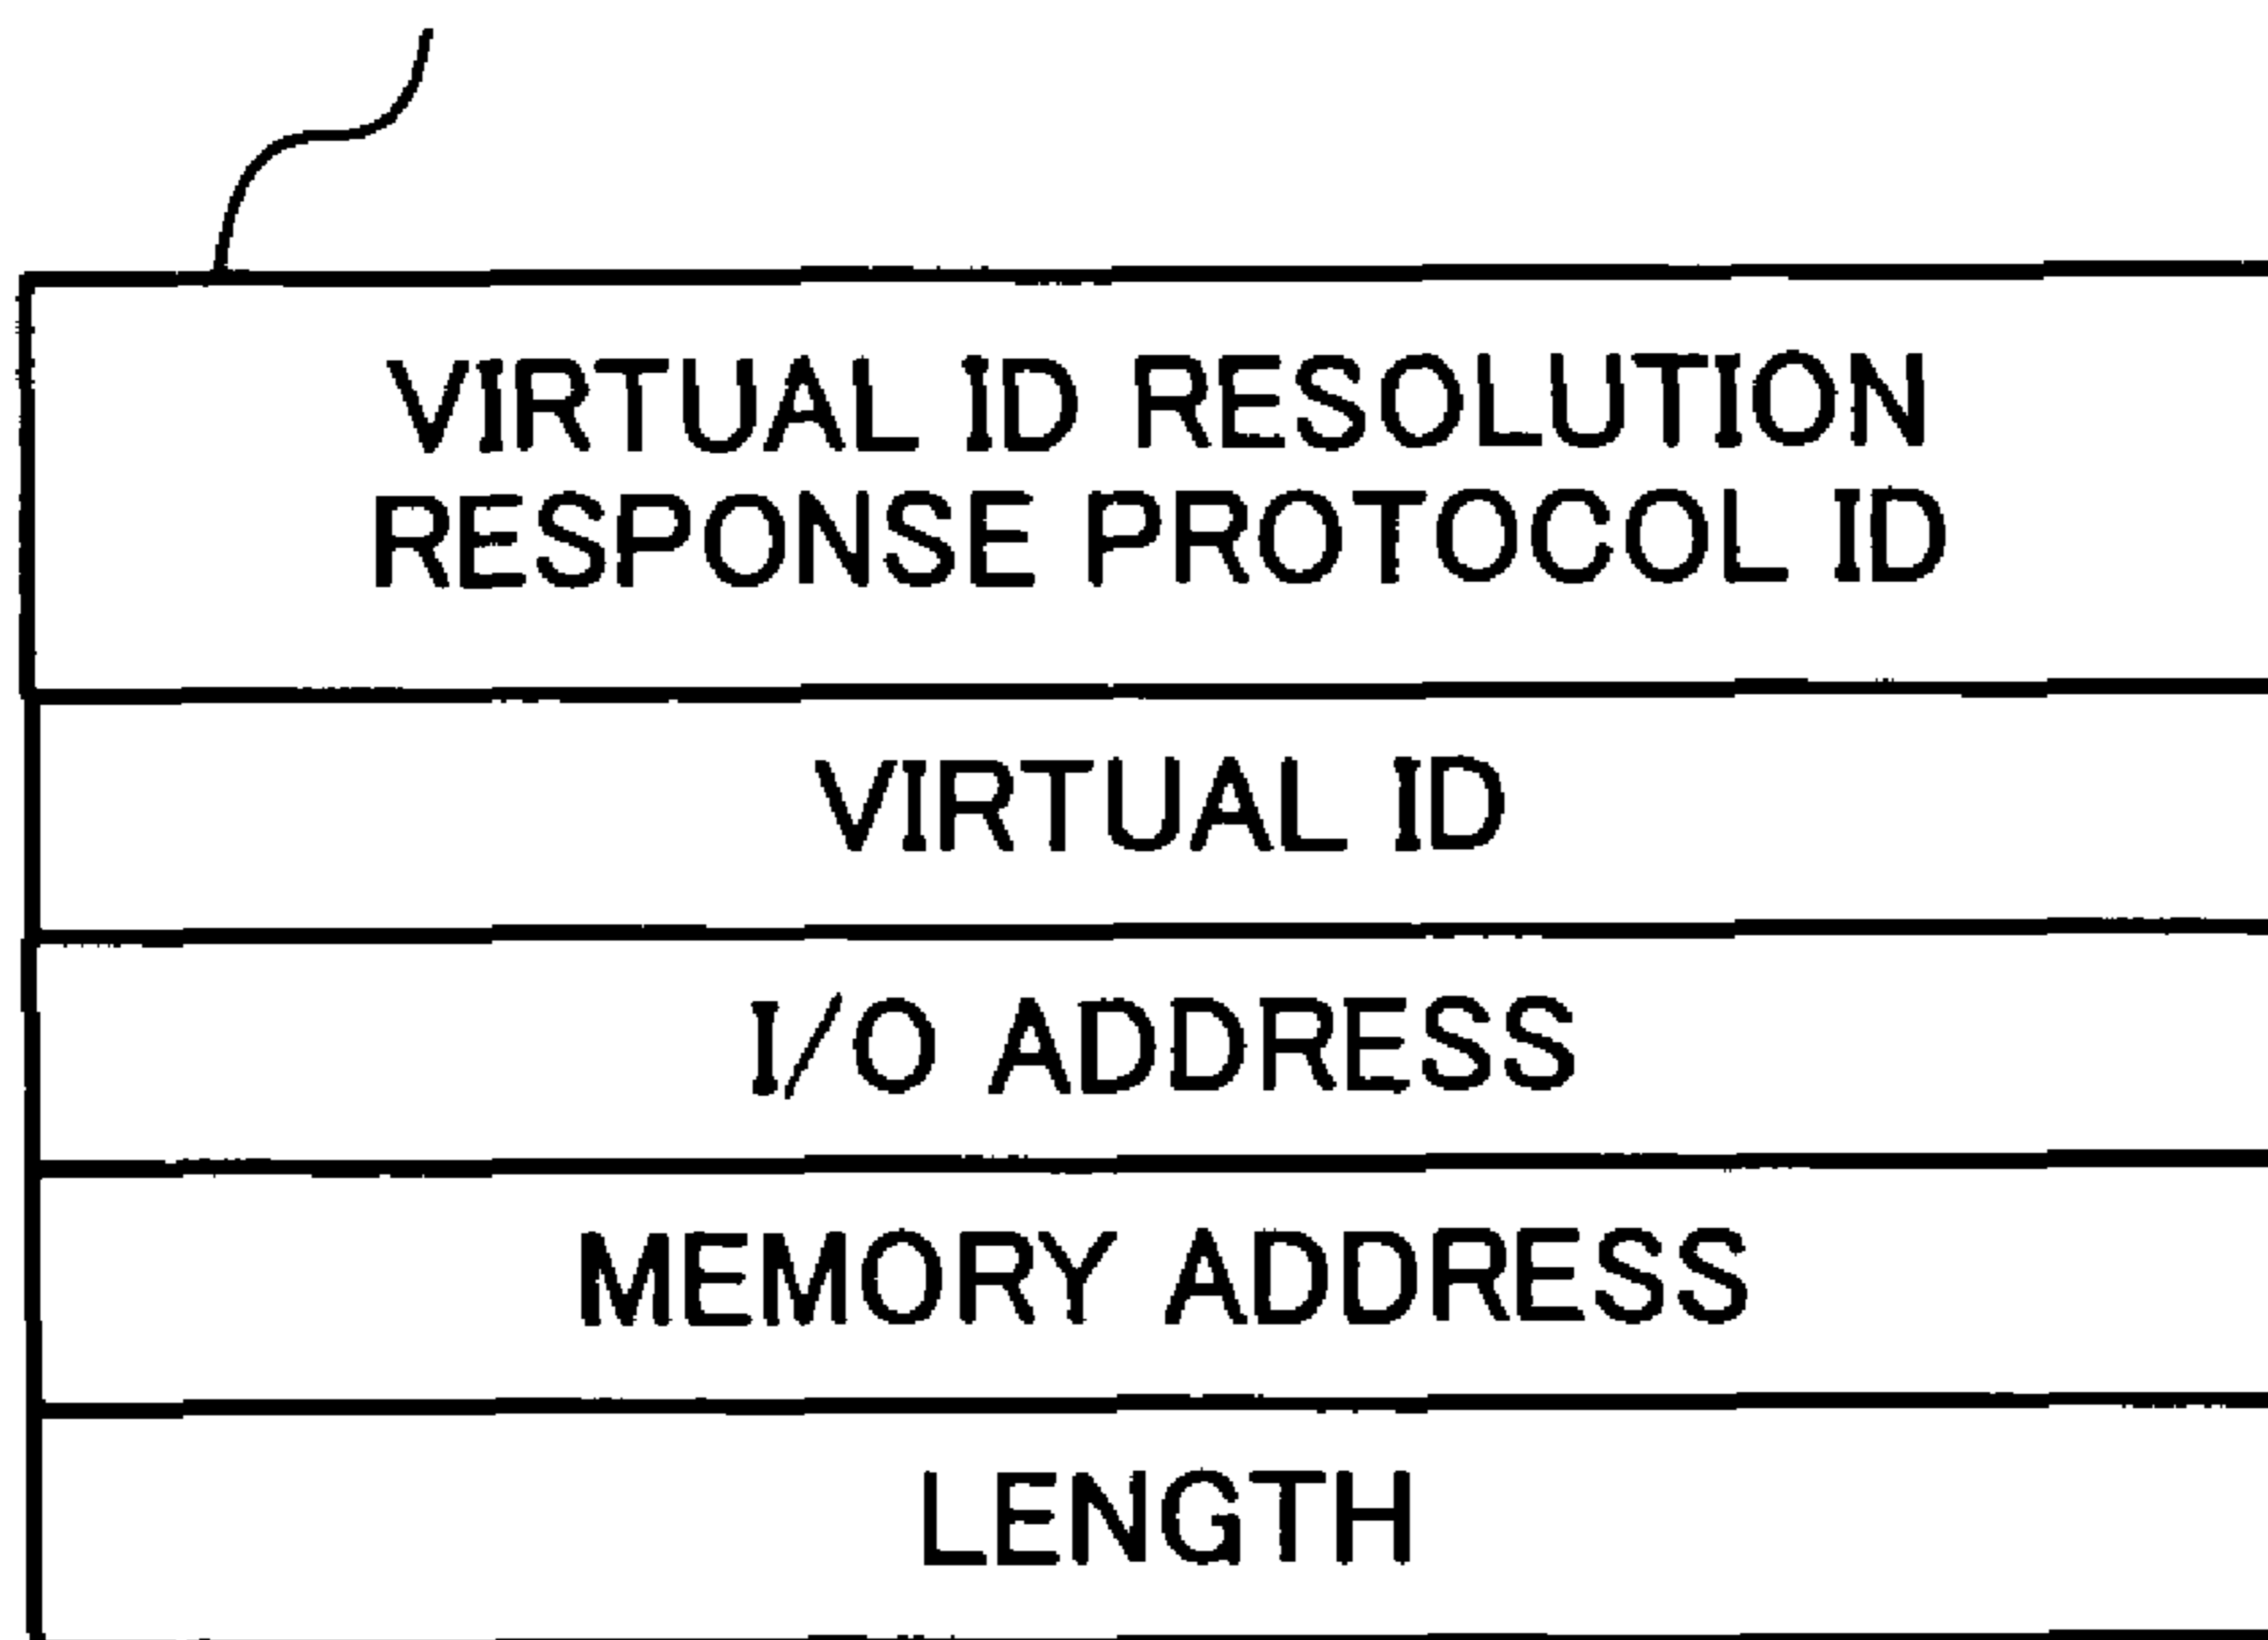 VIRTUAL ID RESOLUTION
RESPONSE PROTOCOL ID
VIRTUAL ID
I/O ADDRESS
MEMORY ADDRESS
LENGTH